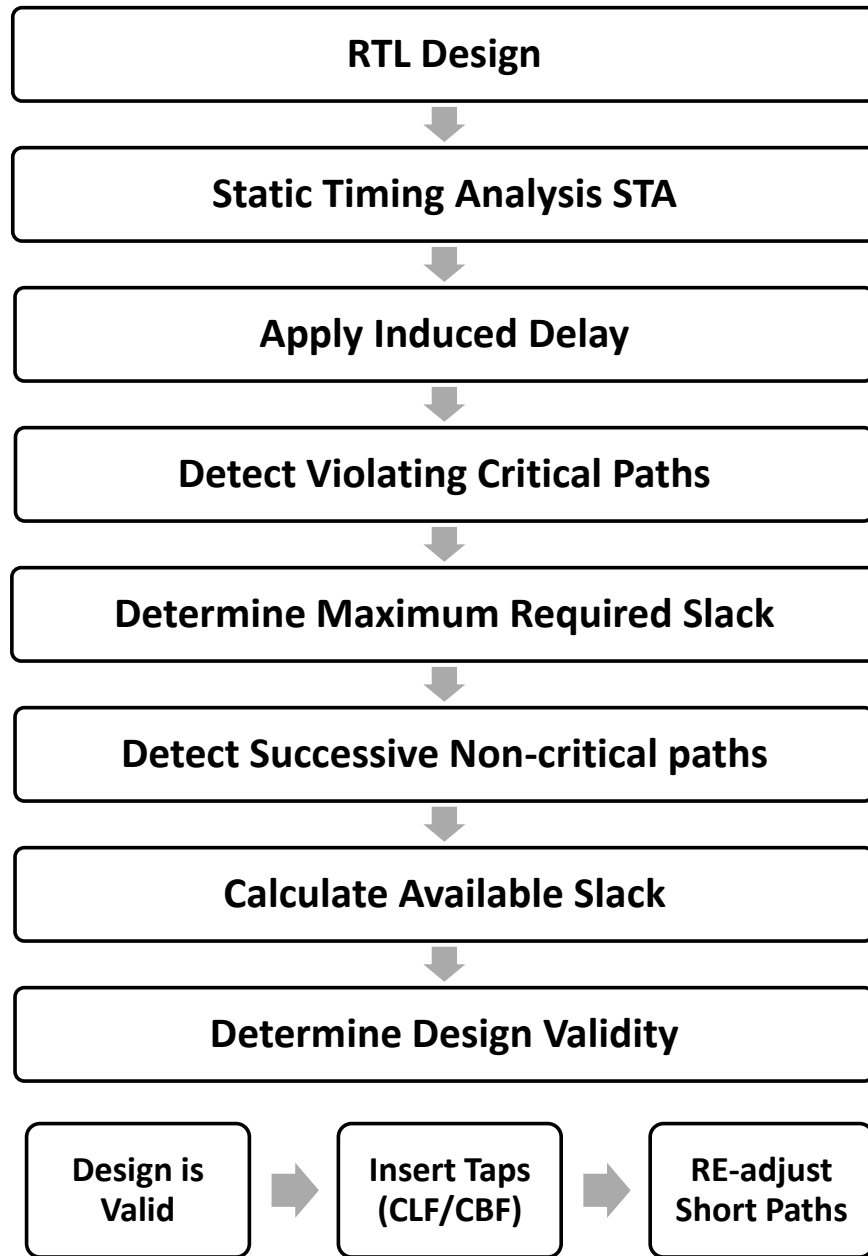 RTL Design
Static Timing Analysis STA
Apply Induced Delay
Detect Violating Critical Paths
Determine Maximum Required Slack
Detect Successive Non-critical paths
Calculate Available Slack
Determine Design Validity
Design is
Valid
Insert Taps
(CLF/CBF)
RE-adjust
Short Paths